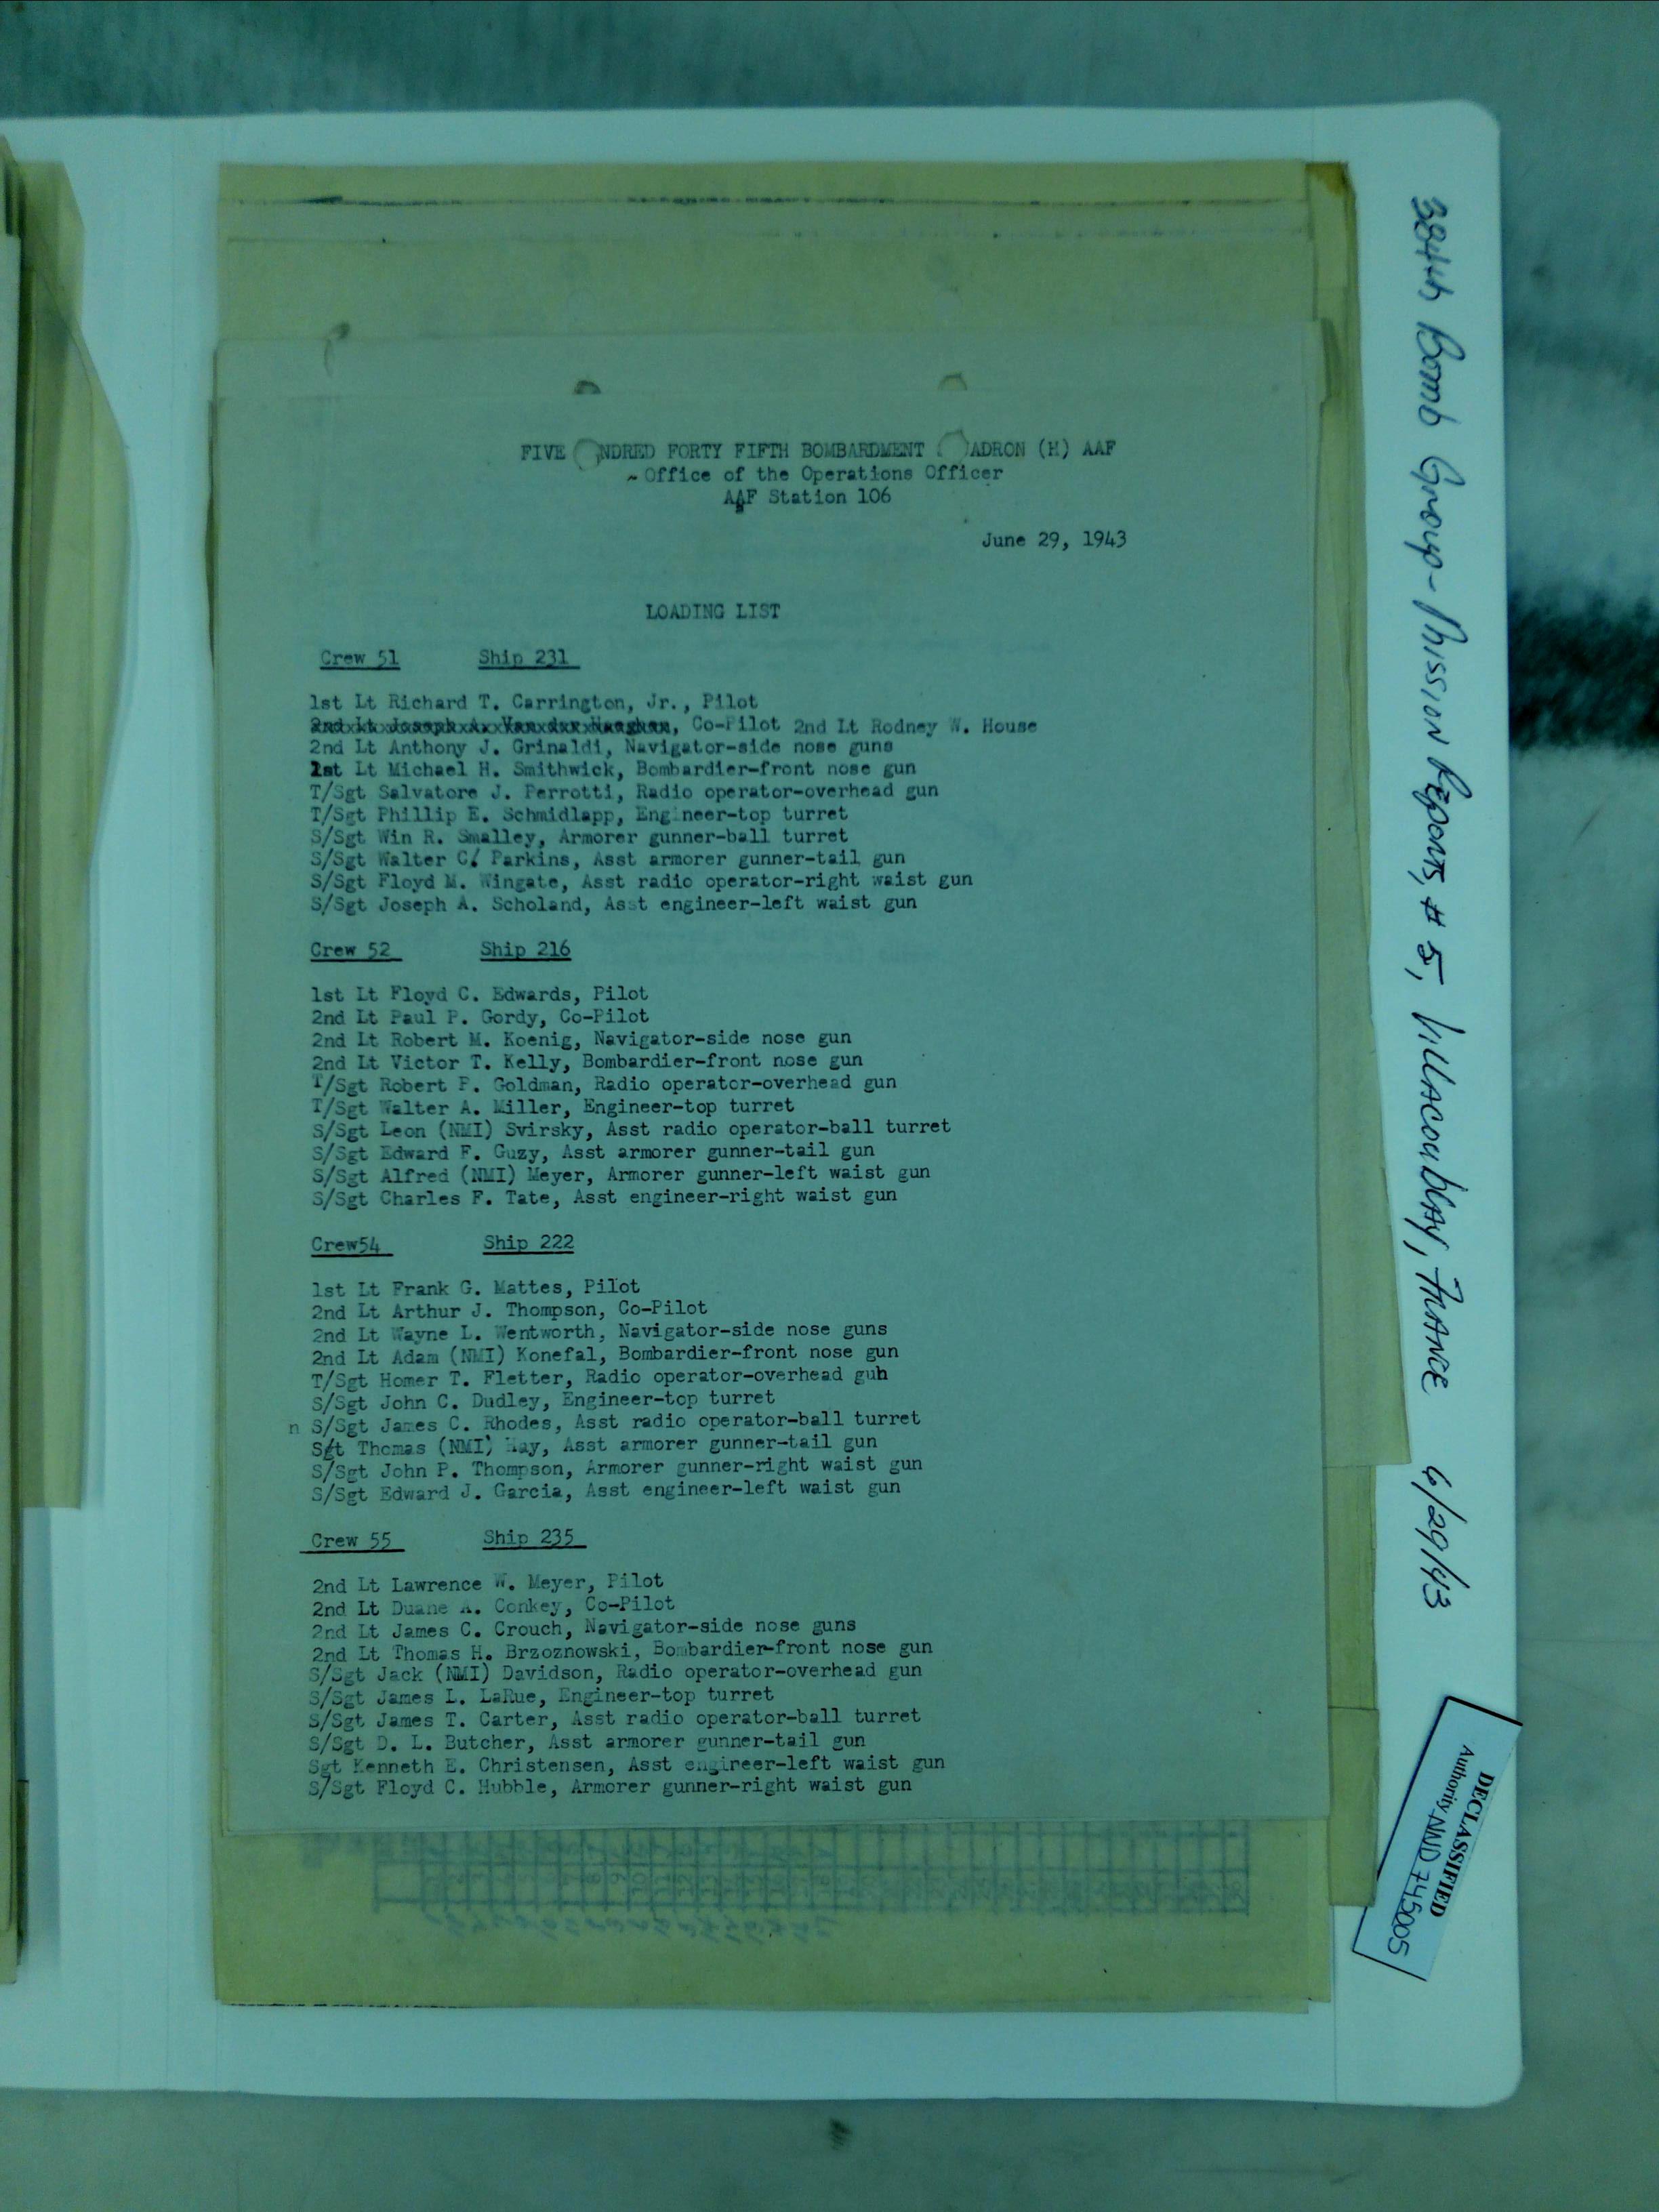 FIVE NDRED FORTY FIFTH BOMBARDMENT ADRON (H) AAF
Office of the Operations Officer
AAF Station 106
June 29, 1943
LOADING LIST
Crew 51 Ship 231
1st Lt Richard T. Carrington, Jr., Pilot
2nd Lt Joseph A. Van der , Co-Pilot 2nd Lt Rodney W. House
2nd Lt Anthony J. Grinaldi, Navigator-side nose guns
1st Lt Michael H. Smithwick, Bombardier-front nose gun
T/Sgt Salvatore J. Perrotti, Radio operator-overhead gun
T/Sgt Phillip E. Schmidlapp, Engineer-top turret
S/Sgt Win R. Smalley, Armorer gunner-ball turret
S/Sgt Walter C. Parkins, Asst armorer gunner-tail gun
S/Sgt Floyd M. Wingate, Asst radio operator-right waist gun
S/Sgt Joseph A. Scholand, Asst engineer-left waist gun
Crew 52 Ship 216
1st Lt Floyd C. Edwards, Pilot
2nd Lt Paul P. Gordy, Co-Pilot
2nd Lt Robert M. Koenig, Navigator-side nose gun
2nd Lt Victor T. Kelly, Bombardier-front nose gun
T/Sgt Robert P. Goldman, Radio operator-overhead gun
T/Sgt Walter A. Miller, Engineer-top turret
S/Sgt Leon (NMI) Svirsky, Asst radio operator-ball turret
S/Sgt Edward F. Guzy, Asst armorer gunner-tail gun
S/Sgt Alfred (NMI) Meyer, Armorer gunner-left waist gun
S/Sgt Charles F. Tate, Asst engineer-right waist gun
Crew54 Ship 222
1st Lt Frank G. Mattes, Pilot
2nd Lt Arthur J. Thompson, Co-Pilot
2nd Lt Wayne L. Wentworth, Navigator-side nose guns
2nd Lt Adam (NMI) Konefal, Bombardier-front nose gun
T/Sgt Homer T. Fletter, Radio operator-overhead guh
S/Sgt John C. Dudley, Engineer-top turret
n S/Sgt James C. Rhodes, Asst radio operator-ball turret
Sgt Thomas (NMI) Hay, Asst armorer gunner-tail gun
S/Sgt John P. Thompson, Armorer gunner-right waist gun
S/Sgt Edward J. Garcia, Asst engineer-left waist gun
Crew 55 Ship 235
2nd Lt Lawrence W. Meyer, Pilot
2nd Lt Duane A. Conkey, Co-Pilot
2nd Lt James C. Crouch, Navigator-side nose guns
2nd Lt Thomas H. Brzoznowski, Bombardier-front nose gun
S/Sgt Jack (NMI) Davidson, Radio operator-overhead gun
S/Sgt James L. LaRue, Engineer-top turret
S/Sgt James T. Carter, Asst radio operator-ball turret
S/Sgt D. L. Butcher, Asst armorer gunner-tail gun
Sgt Kenneth E. Christensen, Asst engineer-left waist gun
S/Sgt Floyd C. Hubble, Armorer gunner-right waist gun
384th Bomb Group - Mission Reports, # 5, Villacoublay, France 6/29/43
DECLASSIFIED
Authority NND 745005